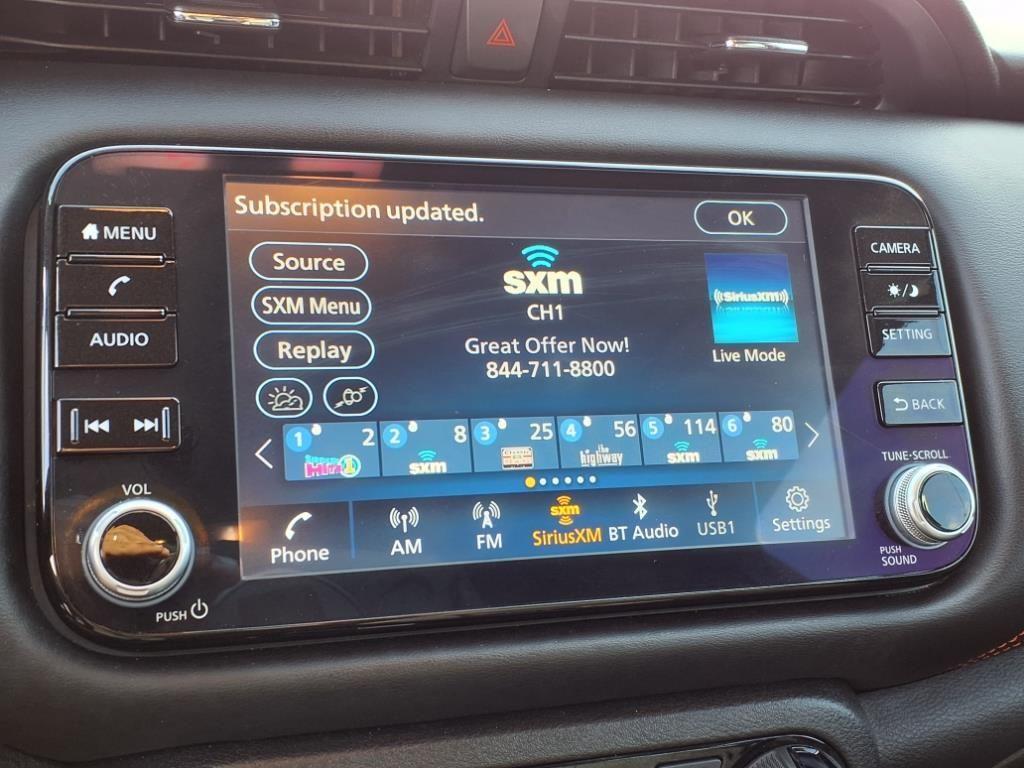 Subscription updated.
OK
MENU
AUDIO
VOL
PUSH
Source
SXM Menu
Replay
sxm
CH1
Great Offer Now!
844-711-8800
((SiriusXM))
Live Mode
1 2
2 8 sxm
3 25
4 56 the highway
5 114 sxm
6 80 sxm
Phone
AM
FM
sxm
SiriusXM
BT Audio
USB1
Settings
CAMERA
SETTING
BACK
TUNE·SCROLL
PUSH
SOUND